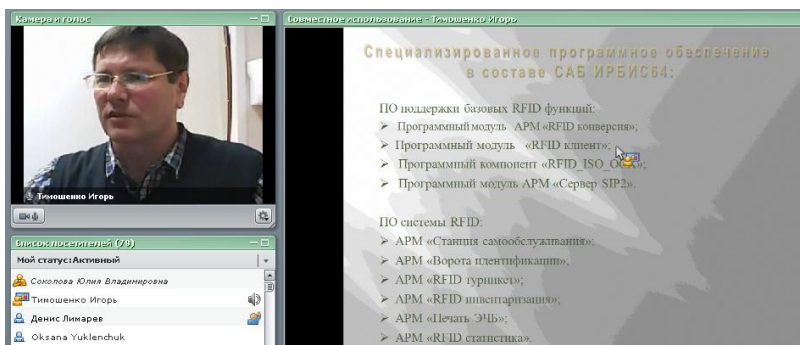 Камера и голос
Тимошенко Игорь
Список посетителей (79)
Мой статус:Активный
Соколова Юлия Владимировна
Тимошенко Игорь
Денис Лимарев
Oksana Yuklenchuk
Совместное использование - Тимошенко Игорь
Специализированное программное обеспечение
в составе САБ ИРБИС64:
ПО поддержки базовых RFID функций:
➢ Программный модуль АРМ «RFID конверсия»;
➢ Программный модуль «RFID клиент»;
➢ Программный компонент
➢ Программный модуль АРМ «Сервер SIP2».
ПО системы RFID:
➢ АРМ «Станция самообслуживания»;
➢ АРМ «Ворота идентификации»;
➢ АРМ «RFID турникет»;
➢ АРМ «RFID инвентаризация»;
➢ АРМ «Печать ЭЧБ»;
➢ АРМ «RFID статистика».